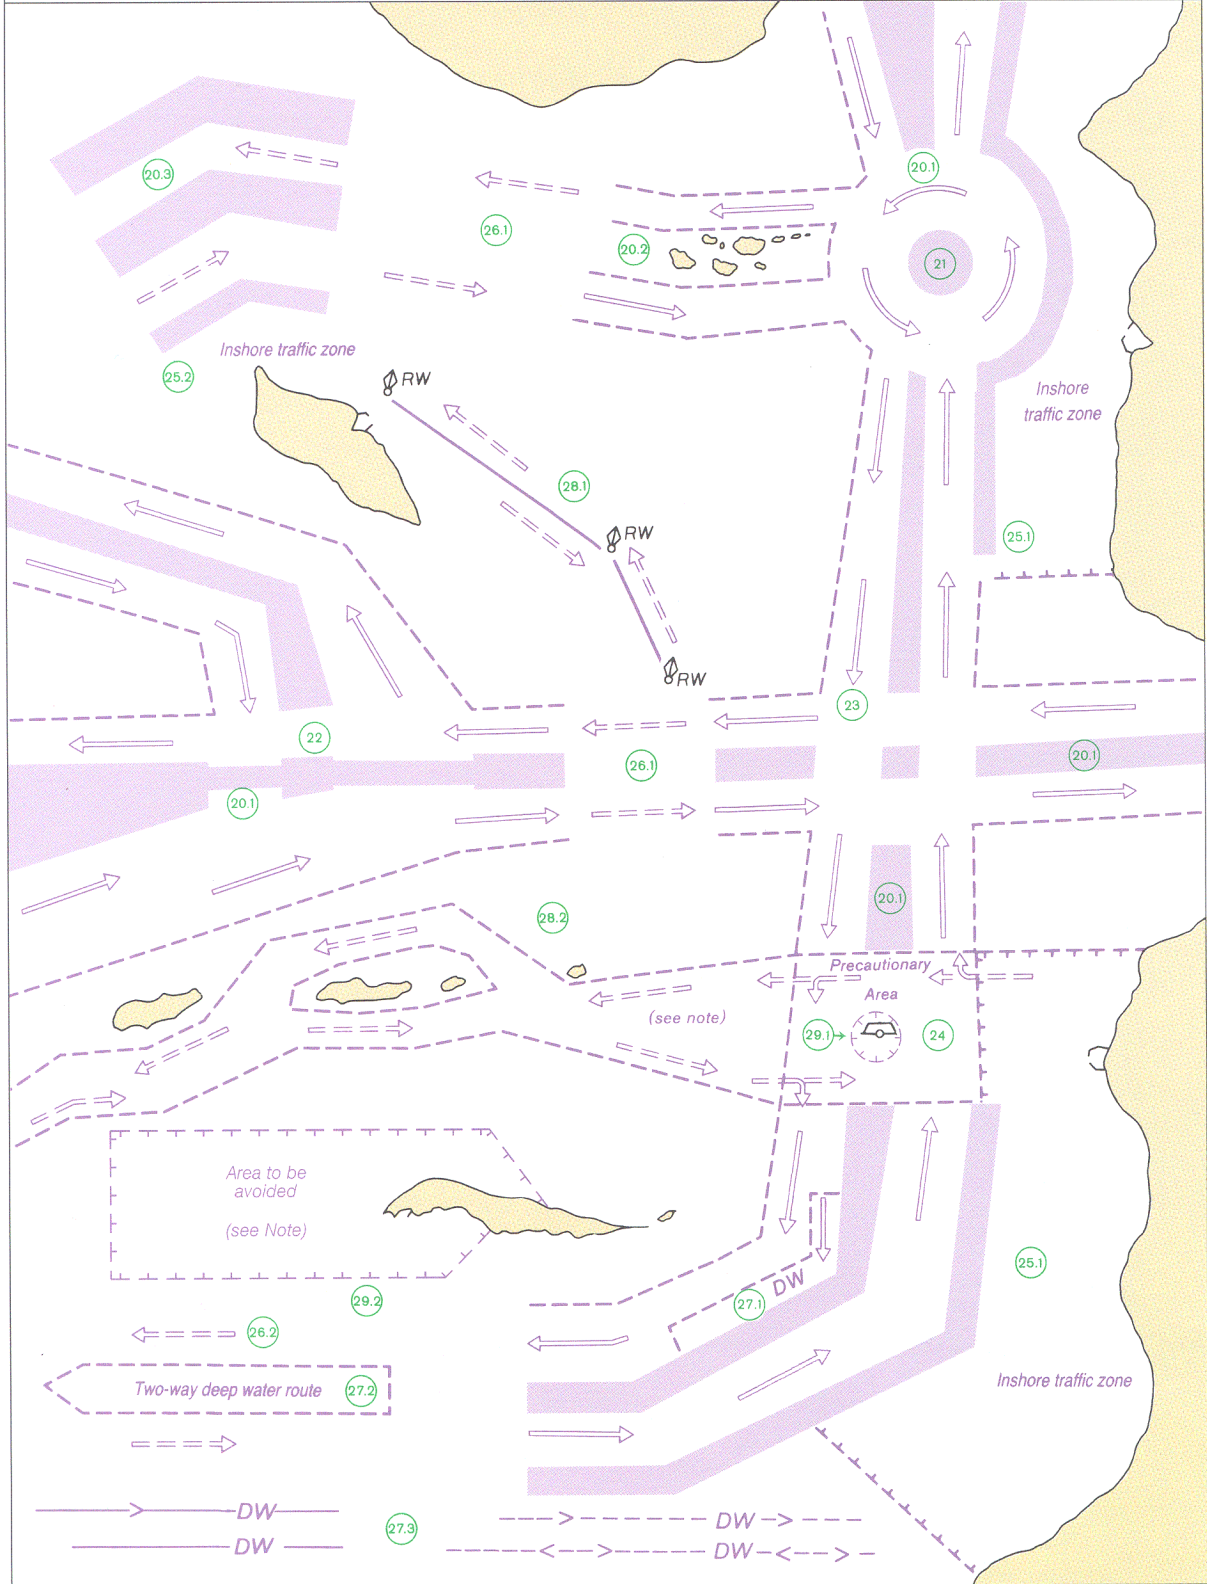 20.1
20.3
26.1
20.2
21
Inshore traffic zone
25.2
RW
Inshore
traffic zone
28.1
RW
25.1
RW
23
22
26.1
20.1
20.1
20.1
28.2
Precautionary
Area
(see note)
29.1
24
Area to be
avoided
(see Note)
25.1
DW
27.1
29.2
26.2
Two-way deep water route
27.2
Inshore traffic zone
DW
DW
27.3
DW
DW